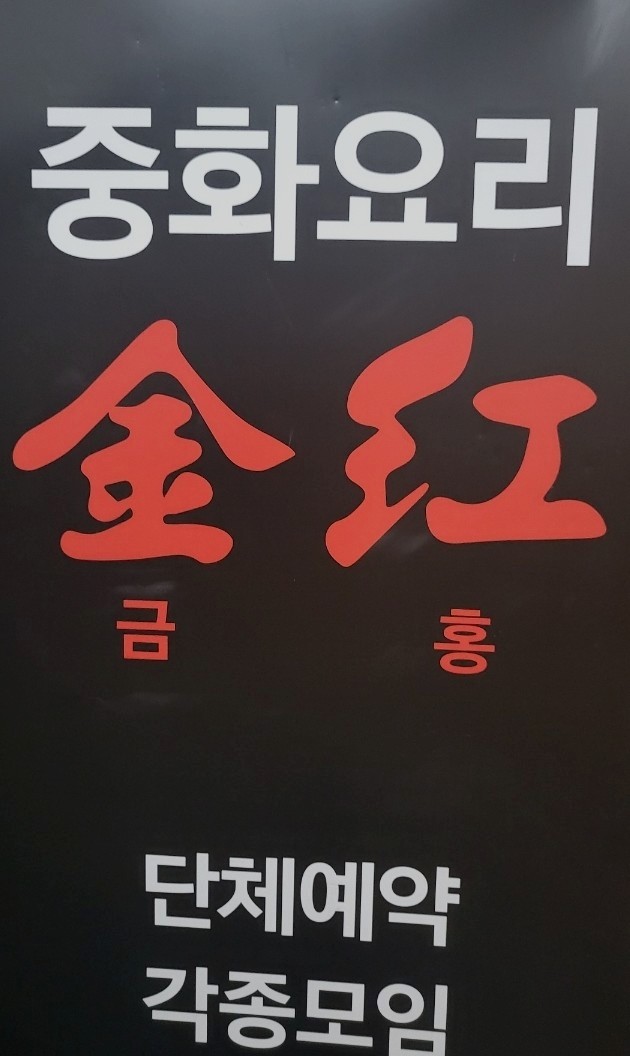 중화요리
金 红
금 홍
단체예약
각종모임